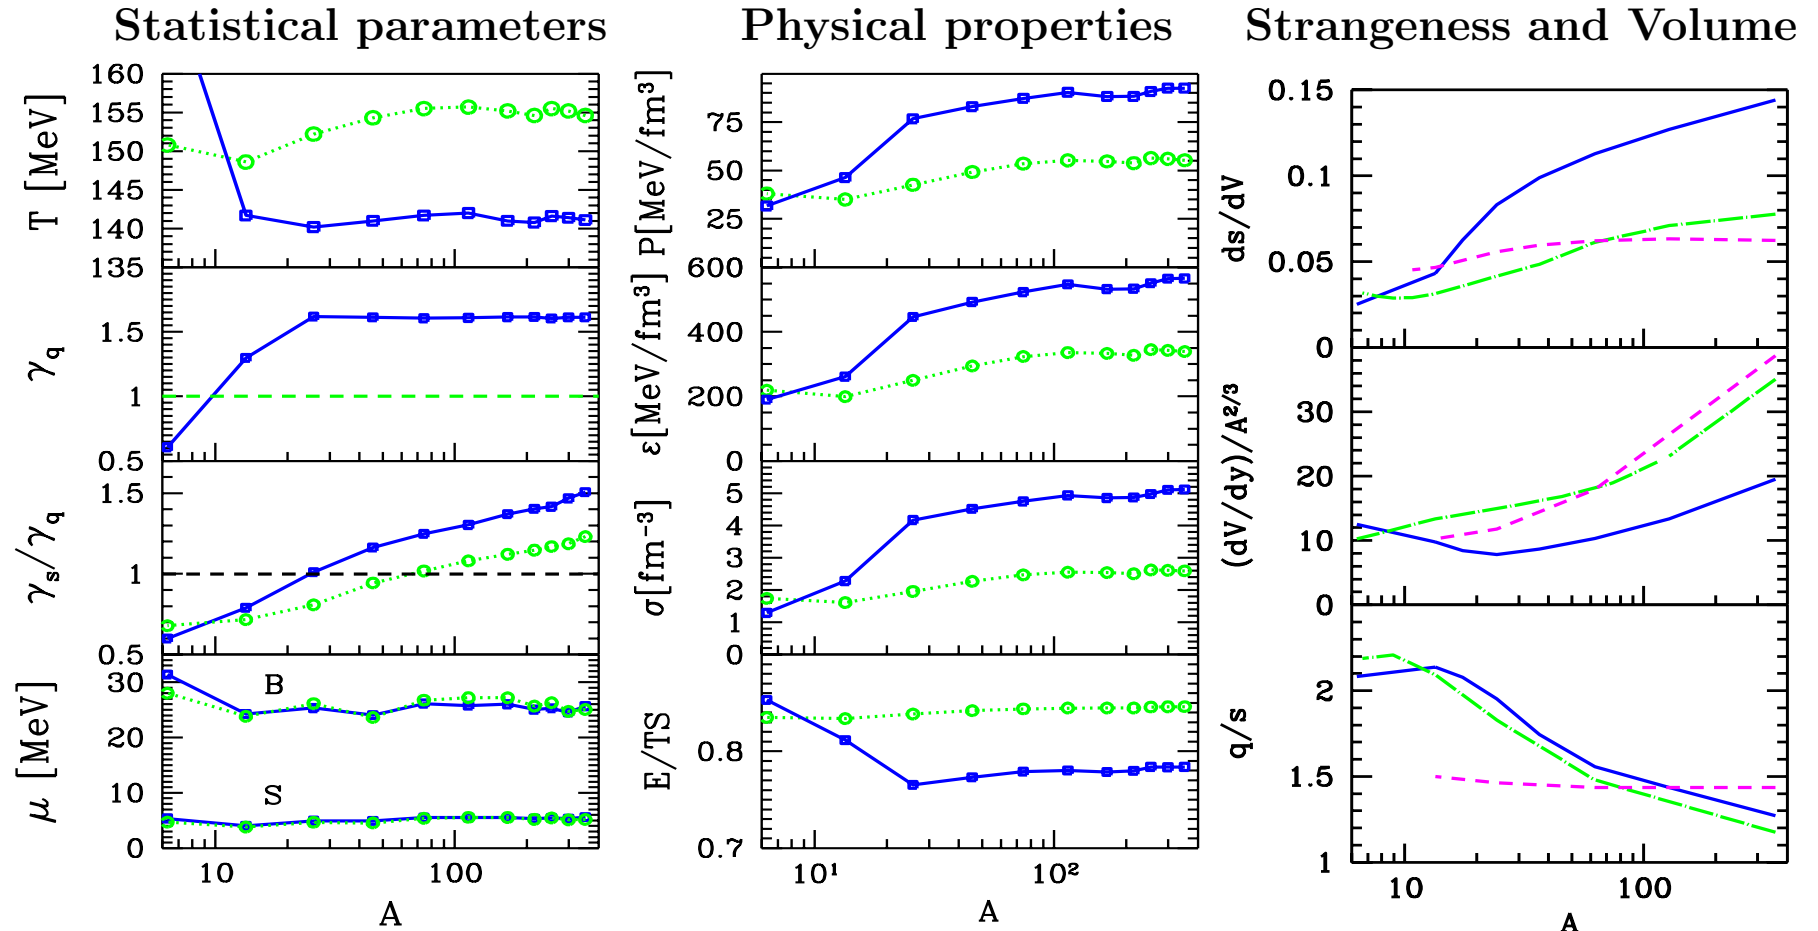 Statistical parameters
Physical properties
Strangeness and Volume
T [MeV]
160
155
150
145
140
135
γq
1.5
1
0.5
γs/γq
1.5
1
0.5
μ [MeV]
30
20
10
0
B
S
10
100
A
P[MeV/fm³]
75
50
25
0
ε[MeV/fm³]
600
400
200
0
σ[fm⁻³]
5
4
3
2
1
0
E/TS
0.8
0.7
10¹
10²
A
ds/dV
0.15
0.1
0.05
0
(dV/dy)/A²/³
30
20
10
0
q/s
2
1.5
1
10
100
A